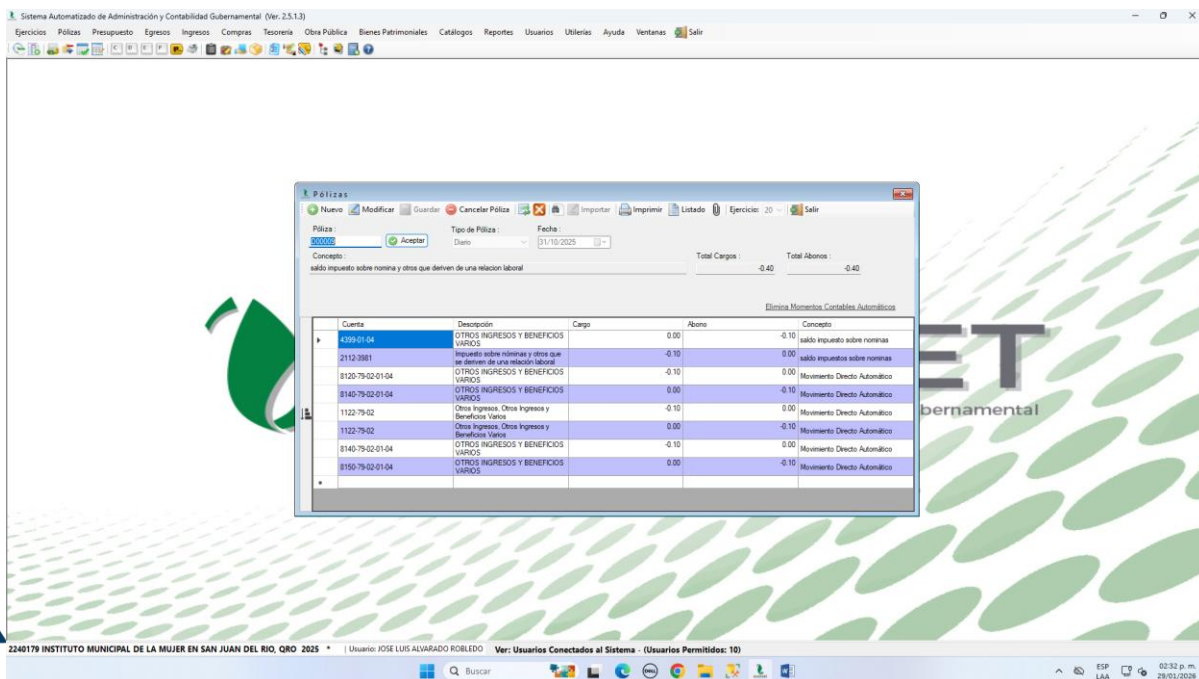 Sistema Automatizado de Administración y Contabilidad Gubernamental (Ver. 2.5.1.3)
Ejercicios Pólizas Presupuesto Egresos Ingresos Compras Tesorería Obra Pública Bienes Patrimoniales Catálogos Reportes Usuarios Utilerías Ayuda Ventanas Salir
Pólizas
Nuevo Modificar Guardar Cancelar Póliza Importar Imprimir Listado Ejercicio: 20 Salir
Póliza : Tipo de Póliza : Fecha :
D00009 Aceptar Diario 31/10/2025
Concepto : Total Cargos : Total Abonos :
saldo impuesto sobre nomina y otros que deriven de una relacion laboral -0.40 -0.40
Elimina Momentos Contables Automáticos
Cuenta Descripción Cargo Abono Concepto
4399-01-04 OTROS INGRESOS Y BENEFICIOS VARIOS 0.00 -0.10 saldo impuesto sobre nominas
2112-3981 Impuesto sobre nóminas y otros que se deriven de una relación laboral -0.10 0.00 saldo impuestos sobre nominas
8120-79-02-01-04 OTROS INGRESOS Y BENEFICIOS VARIOS -0.10 0.00 Movimiento Directo Automático
8140-79-02-01-04 OTROS INGRESOS Y BENEFICIOS VARIOS 0.00 -0.10 Movimiento Directo Automático
1122-79-02 Otros Ingresos, Otros Ingresos y Beneficios Varios -0.10 0.00 Movimiento Directo Automático
1122-79-02 Otros Ingresos, Otros Ingresos y Beneficios Varios 0.00 -0.10 Movimiento Directo Automático
8140-79-02-01-04 OTROS INGRESOS Y BENEFICIOS VARIOS -0.10 0.00 Movimiento Directo Automático
8150-79-02-01-04 OTROS INGRESOS Y BENEFICIOS VARIOS 0.00 -0.10 Movimiento Directo Automático
ET
bernamental
2240179 INSTITUTO MUNICIPAL DE LA MUJER EN SAN JUAN DEL RIO, QRO 2025 * | Usuario: JOSE LUIS ALVARADO ROBLEDO Ver: Usuarios Conectados al Sistema - (Usuarios Permitidos: 10)
Buscar
ESP
LAA
02:32 p. m.
29/01/2026